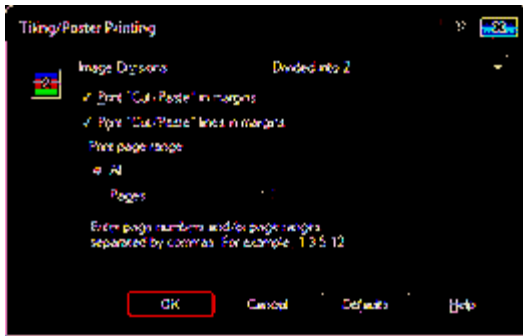 Tiling/Poster Printing
Image Divisions Divided into 2
Print "Cut/Paste" in margins
Print "Cut/Paste" lines in margins
Print page range
All
Pages
Enter page numbers and/or page ranges
separated by commas. For example 1,3,5-12
OK Cancel Defaults Help